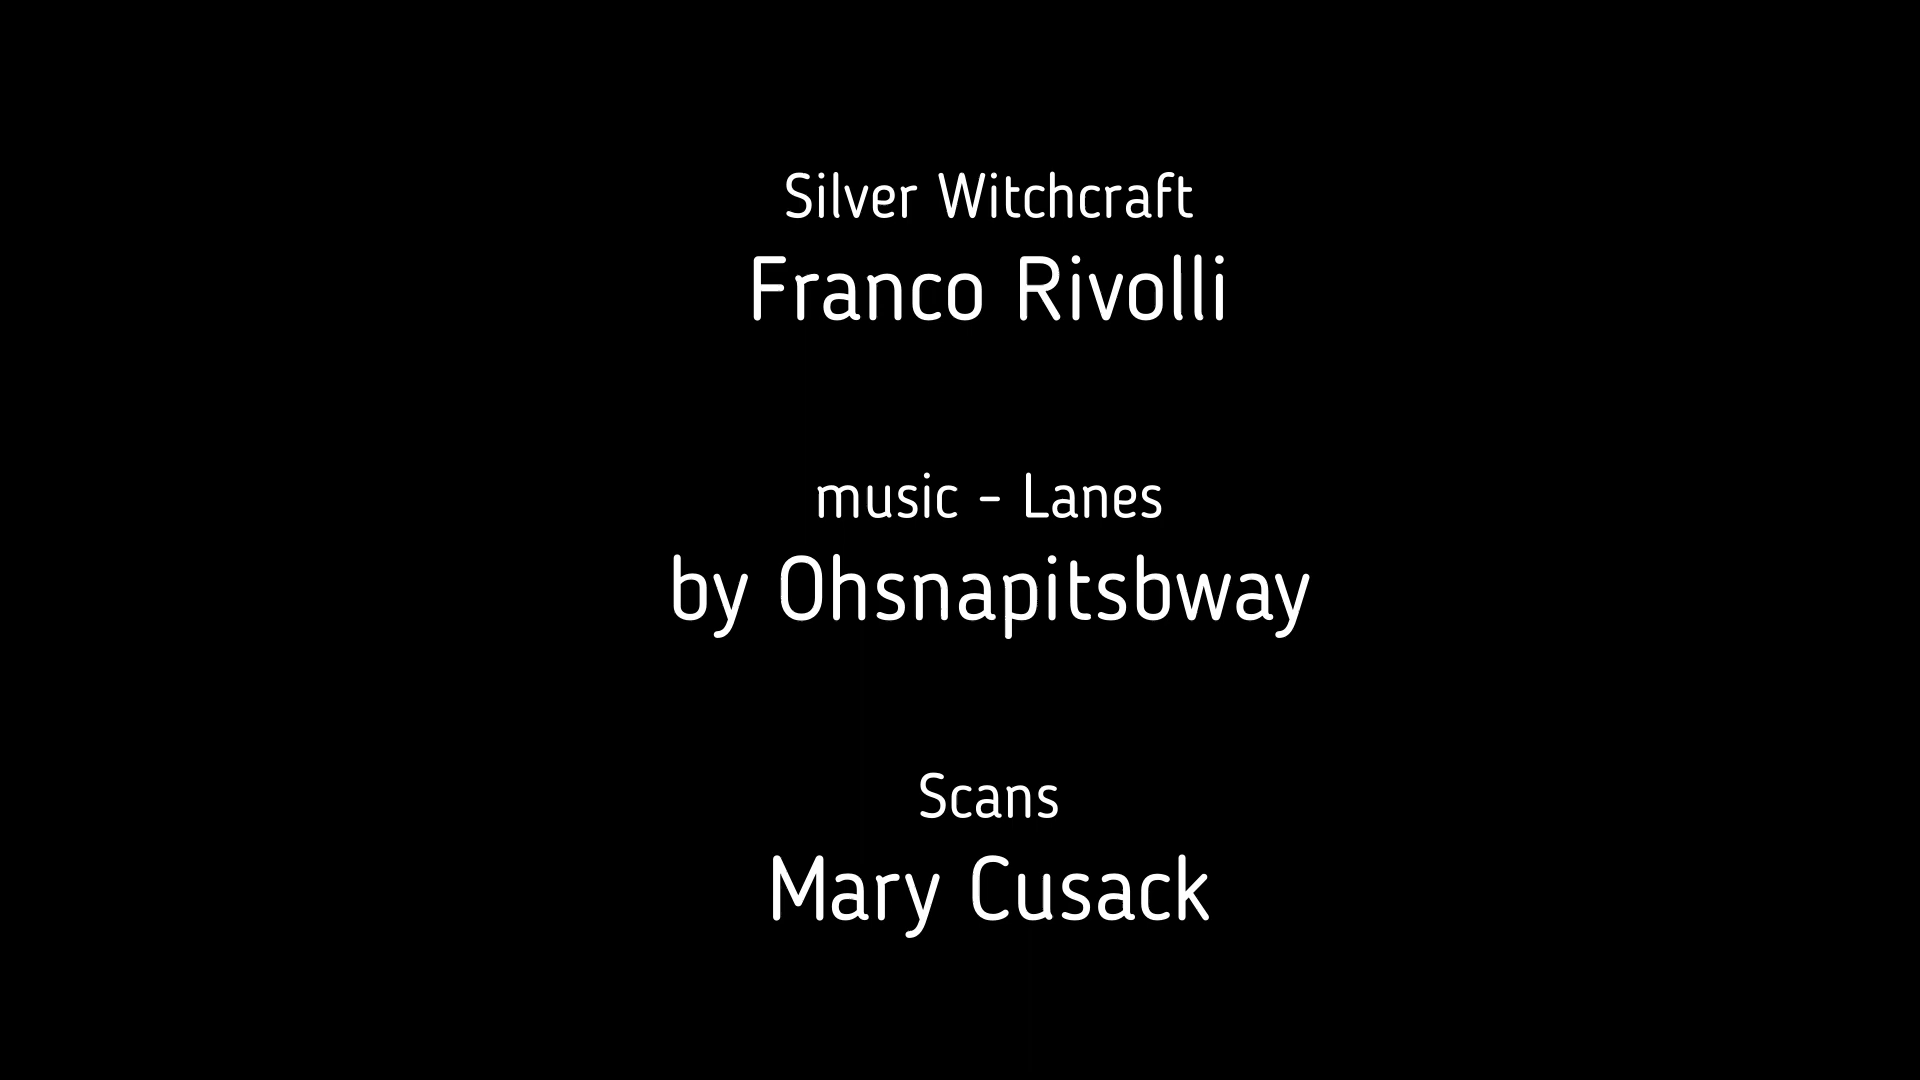 Silver Witchcraft
Franco Rivolli
music - Lanes
by Ohsnapitsbway
Scans
Mary Cusack